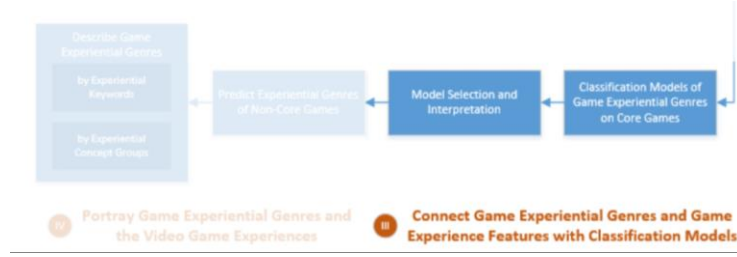 Describe Game
Experiential Genres
by Experiential
Keywords
by Experiential
Concept Groups
Predict Experiential Genres
of Non-Core Games
Model Selection and
Interpretation
Classification Models of
Game Experiential Genres
on Core Games
IV
Portray Game Experiential Genres and
the Video Game Experiences
III
Connect Game Experiential Genres and Game
Experience Features with Classification Models